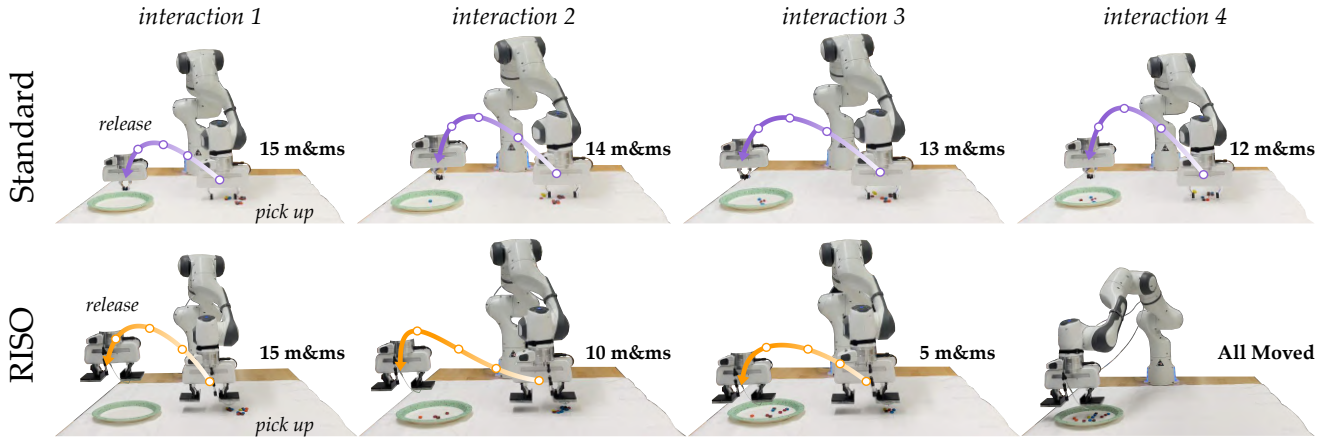 interaction 1
interaction 2
interaction 3
interaction 4
Standard
release
15 m&ms
14 m&ms
13 m&ms
12 m&ms
pick up
RISO
release
15 m&ms
10 m&ms
5 m&ms
All Moved
pick up